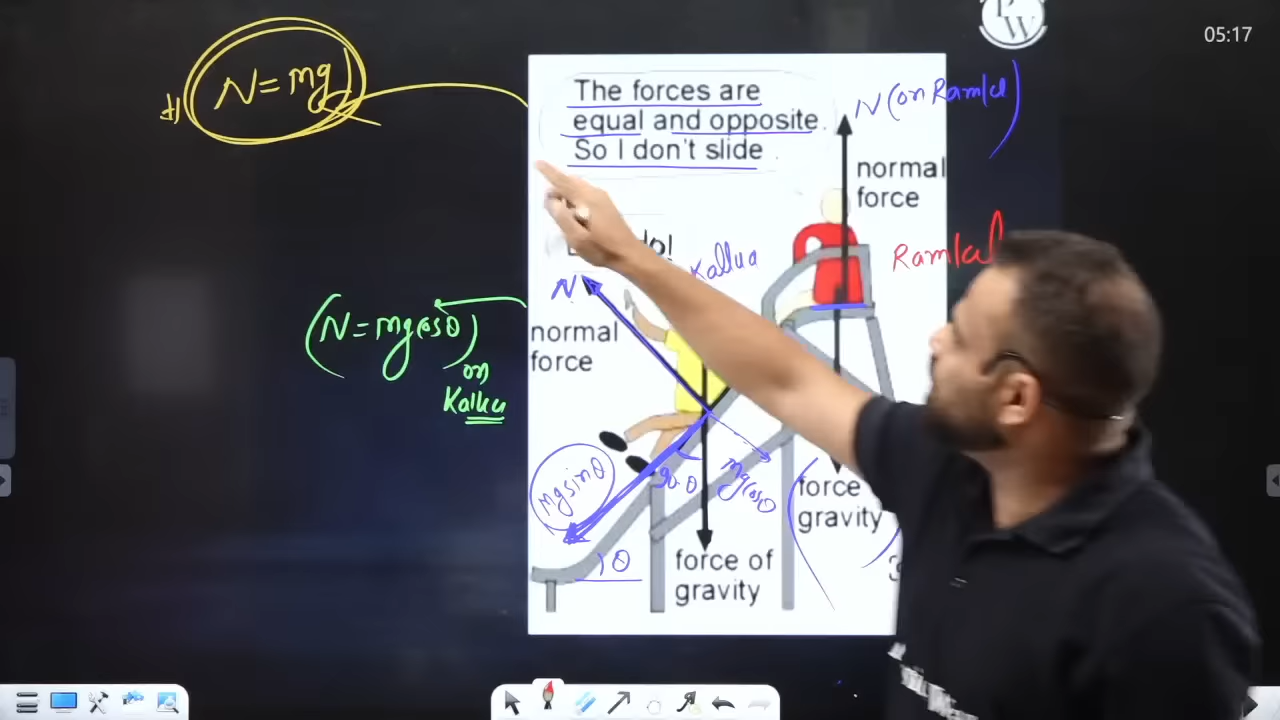 PW
05:17
N = mg
The forces are
equal and opposite.
So I don't slide
N (on Ramlal)
normal
force
Ramlal
Kallua
N
normal
force
(N = mg cosθ)
on
Kallu
mg sinθ
90-θ
mg cosθ
θ
force
gravity
force of
gravity